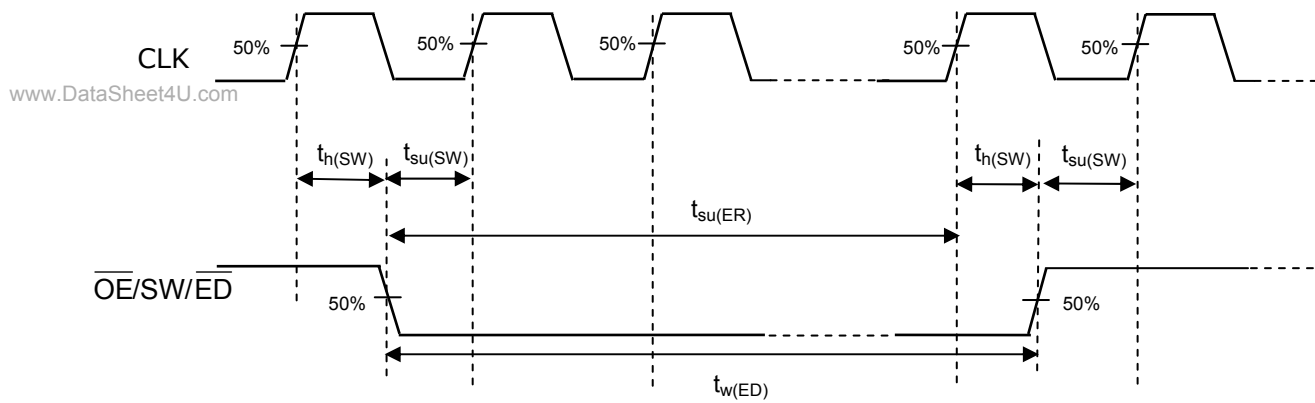 50%
50%
50%
50%
50%
CLK
www.DataSheet4U.com
th(SW)
tsu(SW)
th(SW)
tsu(SW)
tsu(ER)
OE/SW/ED
50%
50%
tw(ED)